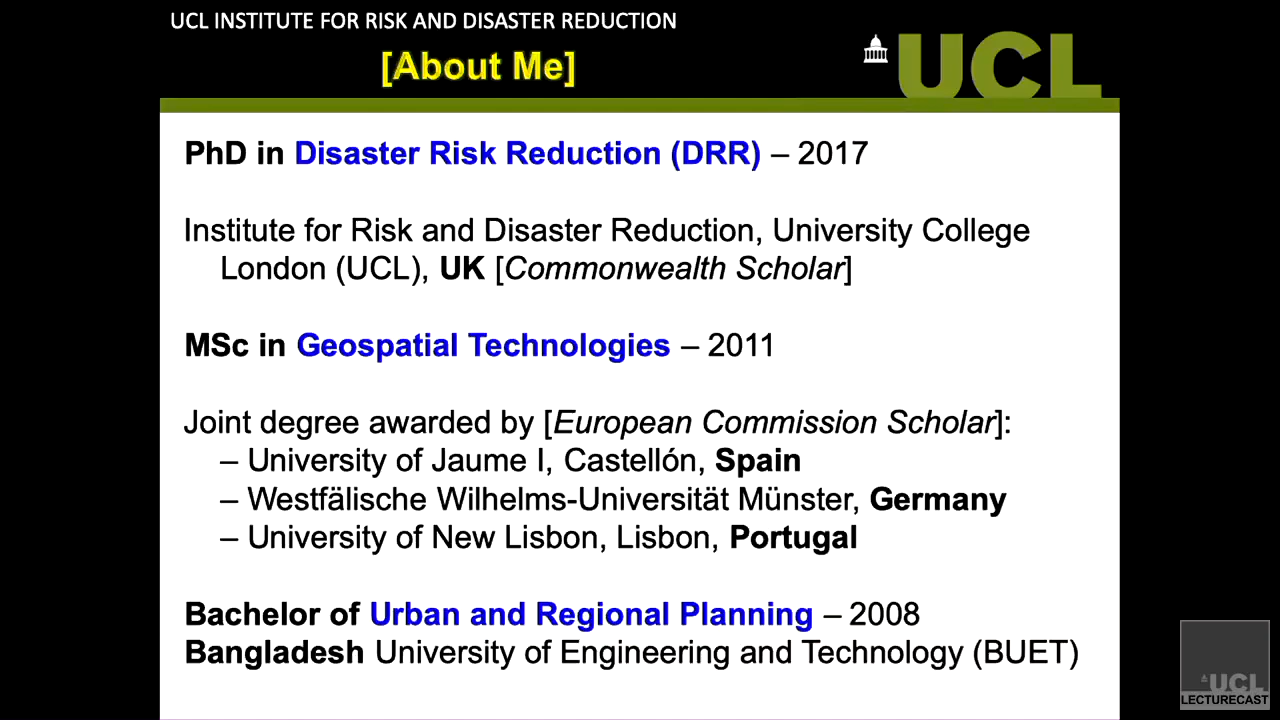 UCL INSTITUTE FOR RISK AND DISASTER REDUCTION
[About Me]
UCL
PhD in Disaster Risk Reduction (DRR) – 2017
Institute for Risk and Disaster Reduction, University College
London (UCL), UK [Commonwealth Scholar]
MSc in Geospatial Technologies – 2011
Joint degree awarded by [European Commission Scholar]:
– University of Jaume I, Castellón, Spain
– Westfälische Wilhelms-Universität Münster, Germany
– University of New Lisbon, Lisbon, Portugal
Bachelor of Urban and Regional Planning – 2008
Bangladesh University of Engineering and Technology (BUET)
UCL
LECTURECAST